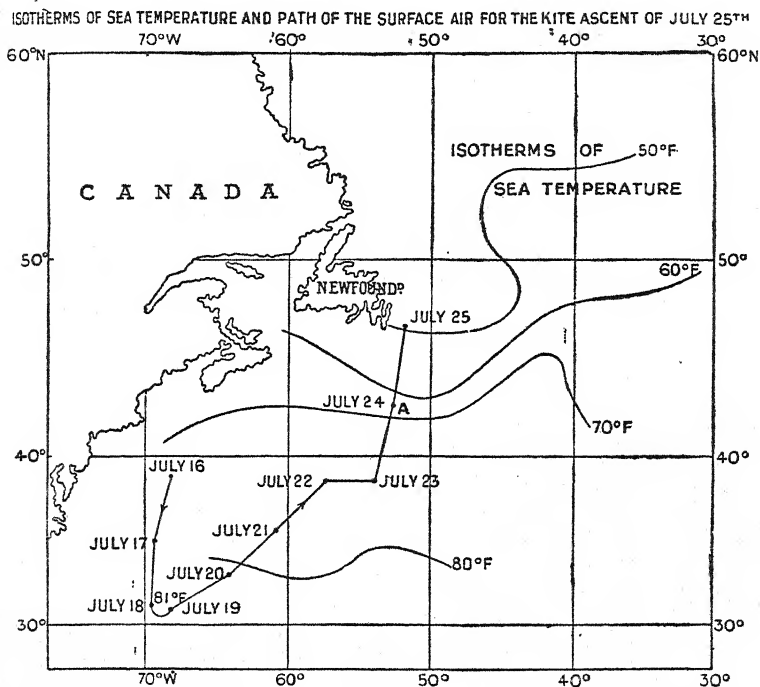 ISOTHERMS OF SEA TEMPERATURE AND PATH OF THE SURFACE AIR FOR THE KITE ASCENT OF JULY 25TH
70°W 60° 50° 40° 30°
60°N 60°N
ISOTHERMS OF 50°F.
SEA TEMPERATURE
CANADA
50° 50°
60°F.
NEWFOUNDD.
JULY 25
JULY 24 A
70°F
40° 40°
JULY 16
JULY 22 JULY 23
JULY 21
JULY 17
JULY 20 80°F
81°F
JULY 18 JULY 19
30° 30°
70°W 60° 50° 40° 30°